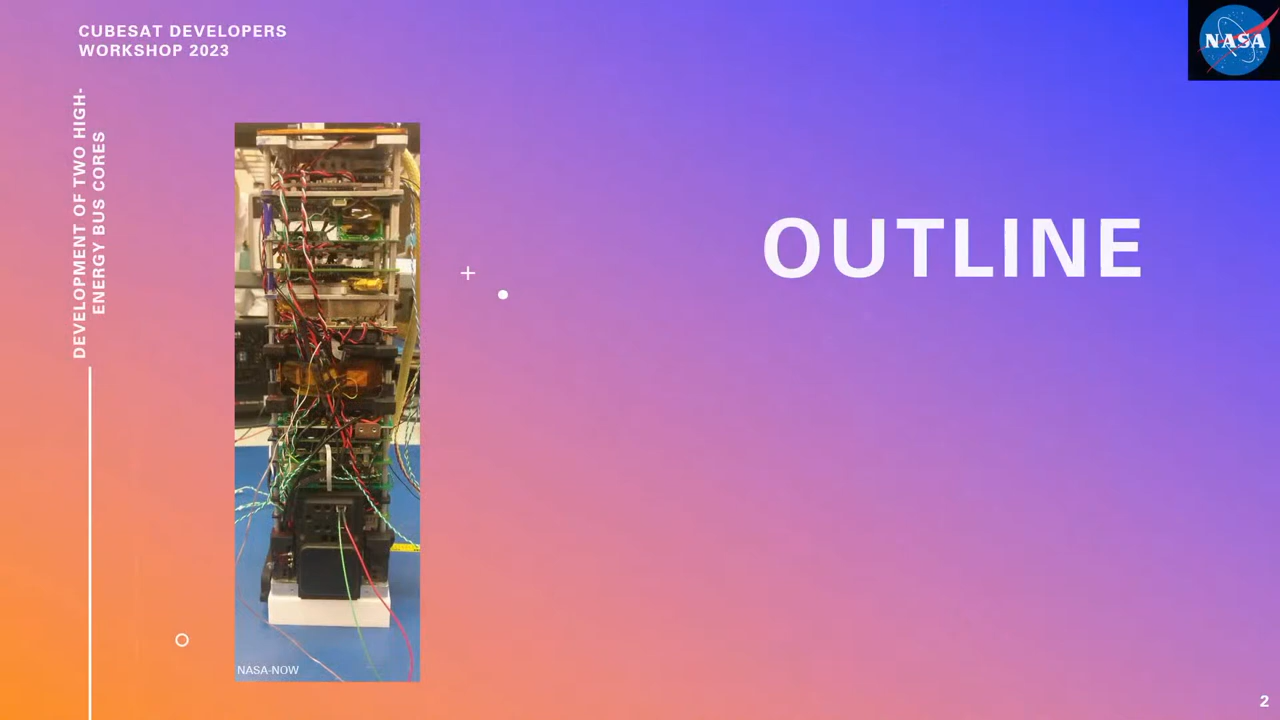 CUBESAT DEVELOPERS
WORKSHOP 2023
NASA
DEVELOPMENT OF TWO HIGH-
ENERGY BUS CORES
OUTLINE
NASA-NOW
2